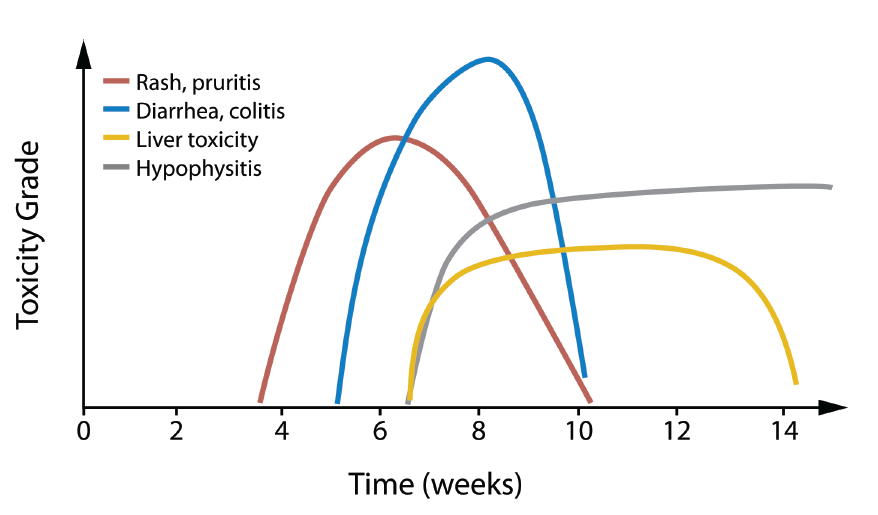 Rash, pruritis
Diarrhea, colitis
Liver toxicity
Hypophysitis
Toxicity Grade
0 2 4 6 8 10 12 14
Time (weeks)